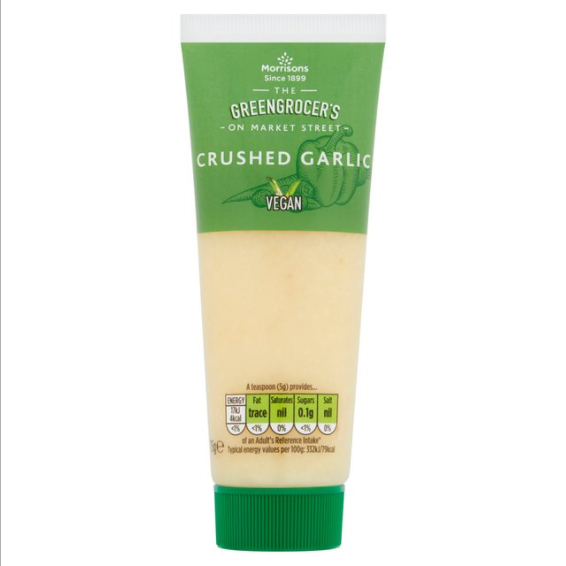 Morrisons
Since 1899
THE
GREENGROCER'S
- ON MARKET STREET -
CRUSHED GARLIC
VEGAN
A teaspoon (5g) provides...
ENERGY Fat Saturates Sugars Salt
17kJ
4kcal trace nil 0.1g nil
<1% <1% 0% <1% 0%
of an Adult's Reference Intake*
g e Typical energy values per 100g: 332kJ/79kcal